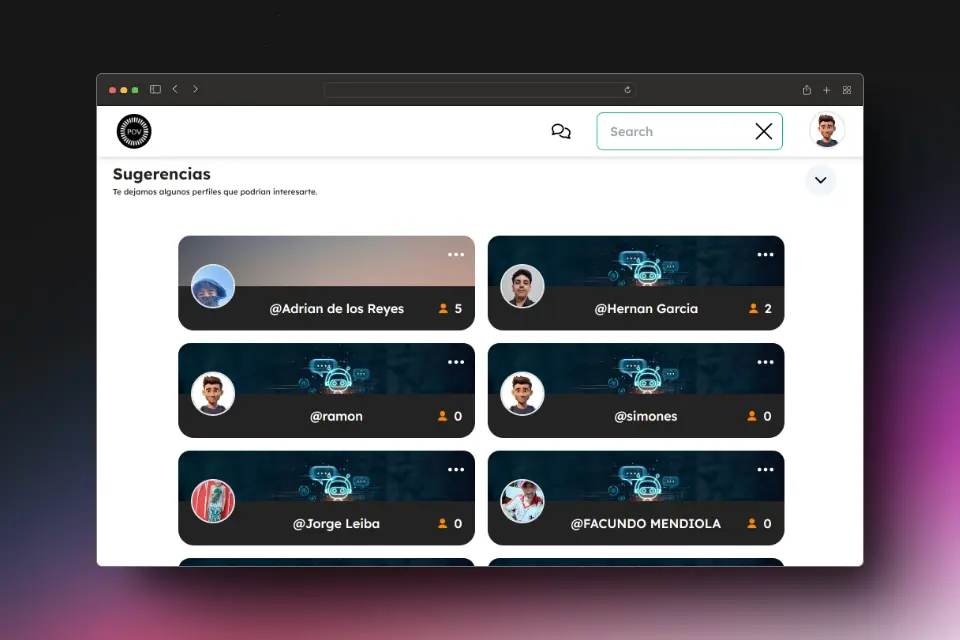 POV
Search
Sugerencias
Te dejamos algunos perfiles que podrian interesarte.
@Adrian de los Reyes 5
@Hernan Garcia 2
@ramon 0
@simones 0
@Jorge Leiba 0
@FACUNDO MENDIOLA 0